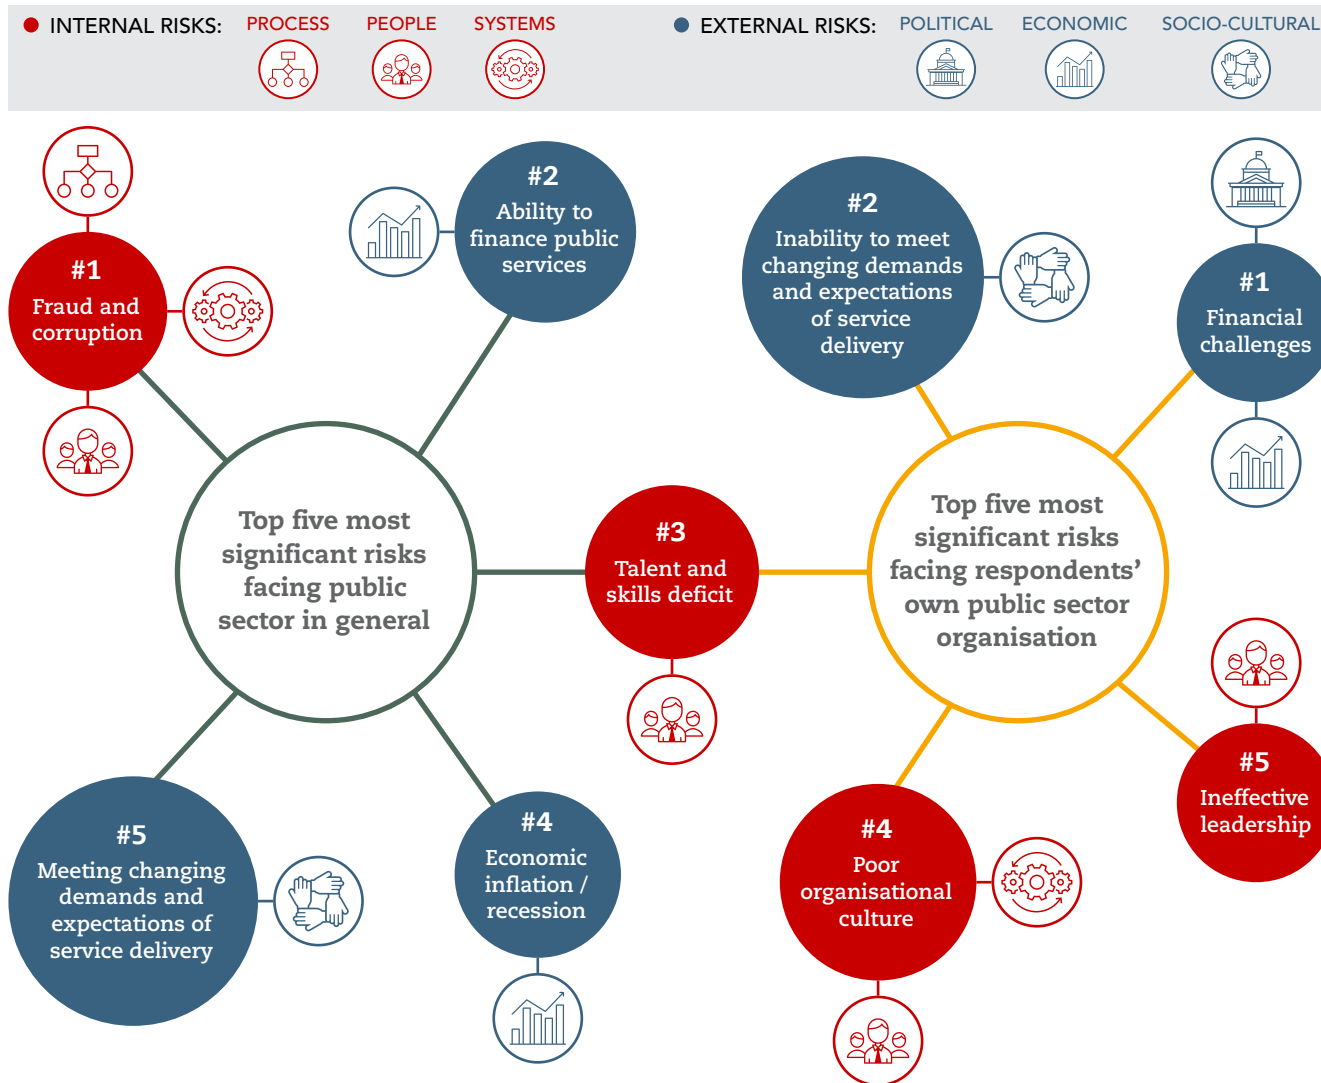 INTERNAL RISKS:
PROCESS
PEOPLE
SYSTEMS
EXTERNAL RISKS:
POLITICAL
ECONOMIC
SOCIO-CULTURAL
#1
Fraud and
corruption
#2
Ability to
finance public
services
#2
Inability to meet
changing demands
and expectations
of service
delivery
#1
Financial
challenges
Top five most
significant risks
facing public
sector in general
#3
Talent and
skills deficit
Top five most
significant risks
facing respondents’
own public sector
organisation
#5
Meeting changing
demands and
expectations of
service delivery
#4
Economic
inflation /
recession
#4
Poor
organisational
culture
#5
Ineffective
leadership